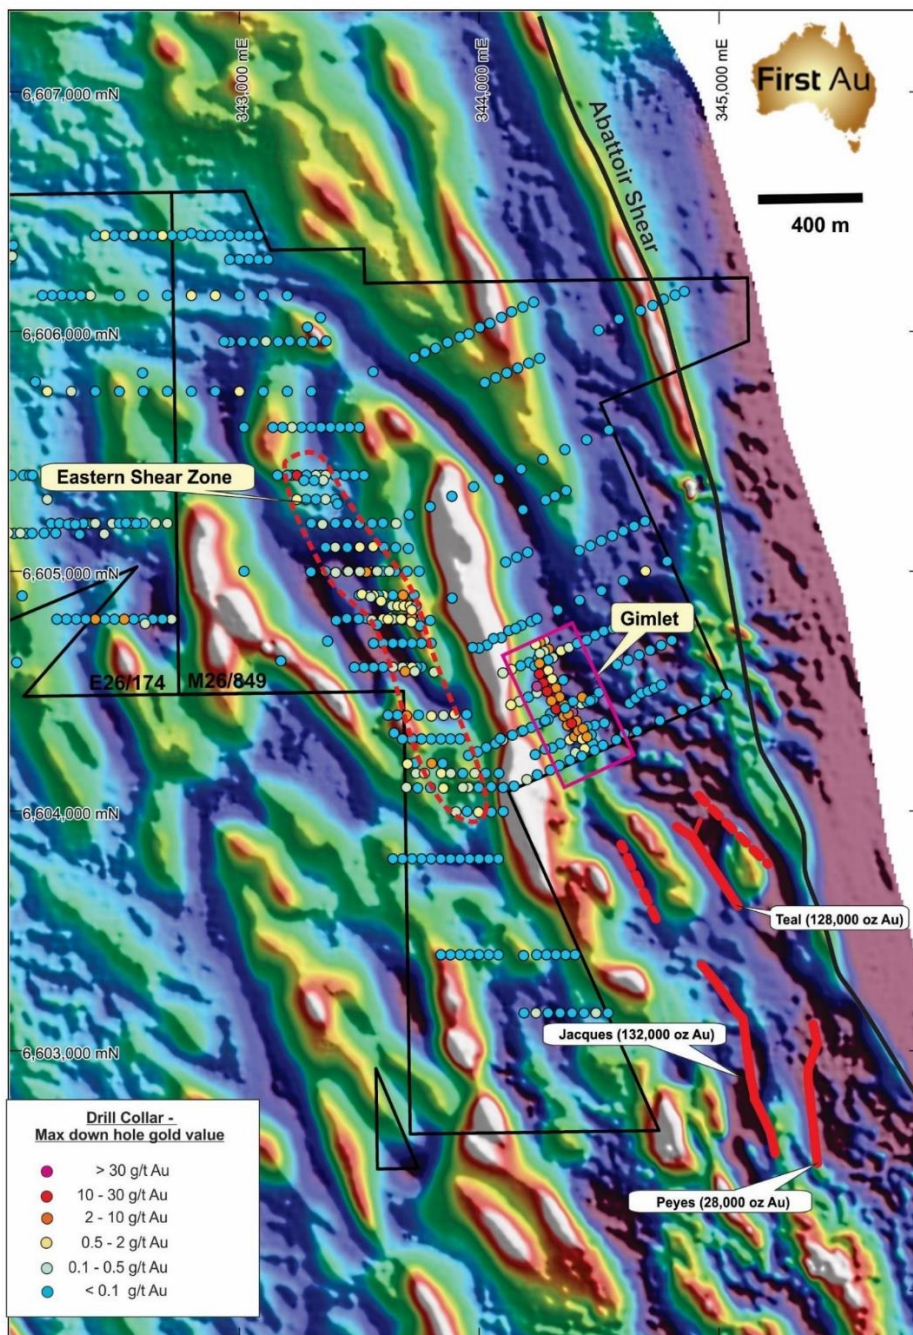 343,000 mE
344,000 mE
345,000 mE
First Au
6,607,000 mN
Abattoir Shear
400 m
6,606,000 mN
Eastern Shear Zone
6,605,000 mN
Gimlet
E26/174
M26/849
6,604,000 mN
Teal (128,000 oz Au)
Jacques (132,000 oz Au)
6,603,000 mN
Peyes (28,000 oz Au)
Drill Collar -
Max down hole gold value
> 30 g/t Au
10 - 30 g/t Au
2 - 10 g/t Au
0.5 - 2 g/t Au
0.1 - 0.5 g/t Au
< 0.1 g/t Au